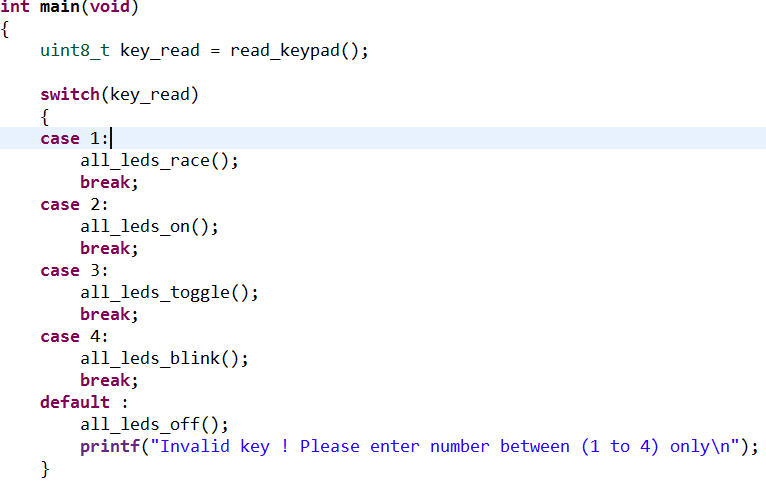 int main(void)
{
    uint8_t key_read = read_keypad();

    switch(key_read)
    {
    case 1:
        all_leds_race();
        break;
    case 2:
        all_leds_on();
        break;
    case 3:
        all_leds_toggle();
        break;
    case 4:
        all_leds_blink();
        break;
    default :
        all_leds_off();
        printf("Invalid key ! Please enter number between (1 to 4) only\n");
    }